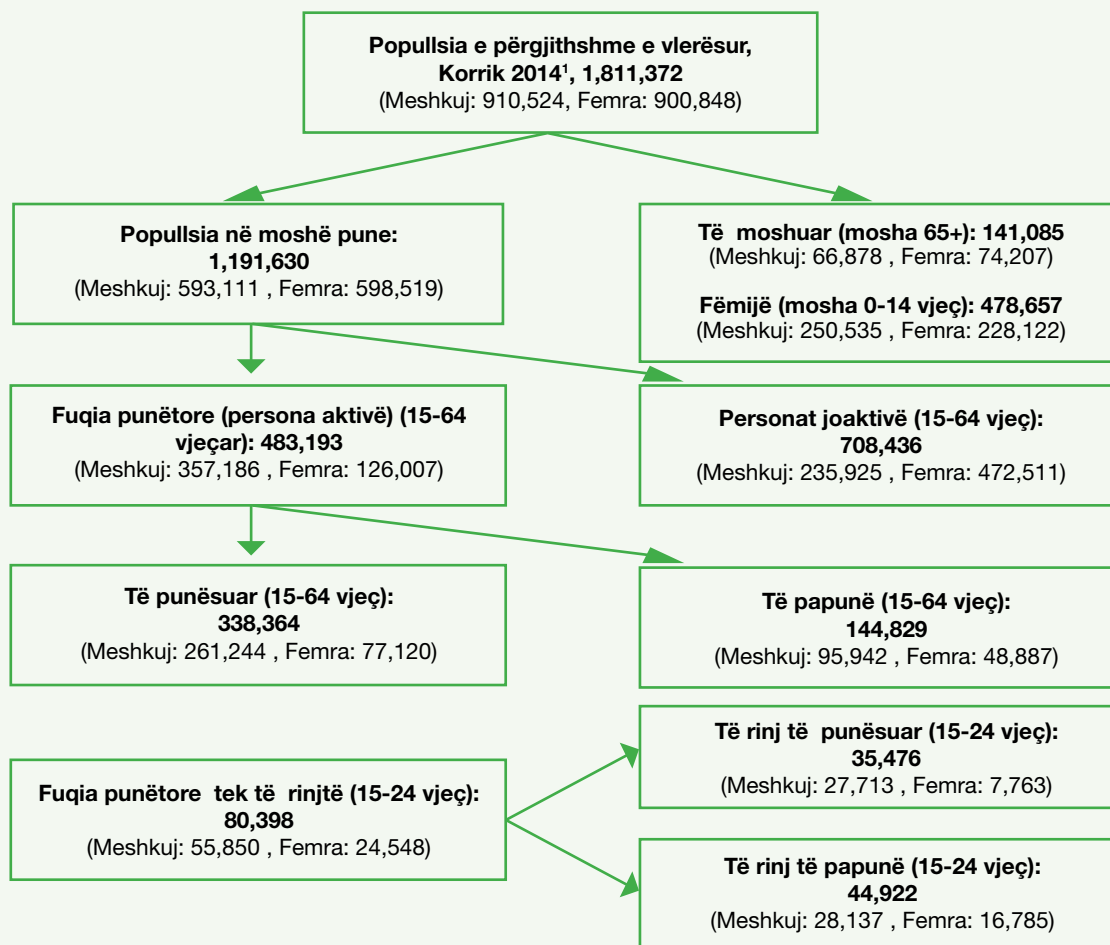 Popullsia e përgjithshme e vlerësur,
Korrik 2014¹, 1,811,372
(Meshkuj: 910,524, Femra: 900,848)
Popullsia në moshë pune:
1,191,630
(Meshkuj: 593,111 , Femra: 598,519)
Të moshuar (mosha 65+): 141,085
(Meshkuj: 66,878 , Femra: 74,207)
Fëmijë (mosha 0-14 vjeç): 478,657
(Meshkuj: 250,535, Femra: 228,122)
Fuqia punëtore (persona aktivë) (15-64
vjeçar): 483,193
(Meshkuj: 357,186 , Femra: 126,007)
Personat joaktivë (15-64 vjeç):
708,436
(Meshkuj: 235,925 , Femra: 472,511)
Të punësuar (15-64 vjeç):
338,364
(Meshkuj: 261,244 , Femra: 77,120)
Të papunë (15-64 vjeç):
144,829
(Meshkuj: 95,942 , Femra: 48,887)
Fuqia punëtore tek të rinjtë (15-24 vjeç):
80,398
(Meshkuj: 55,850 , Femra: 24,548)
Të rinj të punësuar (15-24 vjeç):
35,476
(Meshkuj: 27,713 , Femra: 7,763)
Të rinj të papunë (15-24 vjeç):
44,922
(Meshkuj: 28,137 , Femra: 16,785)